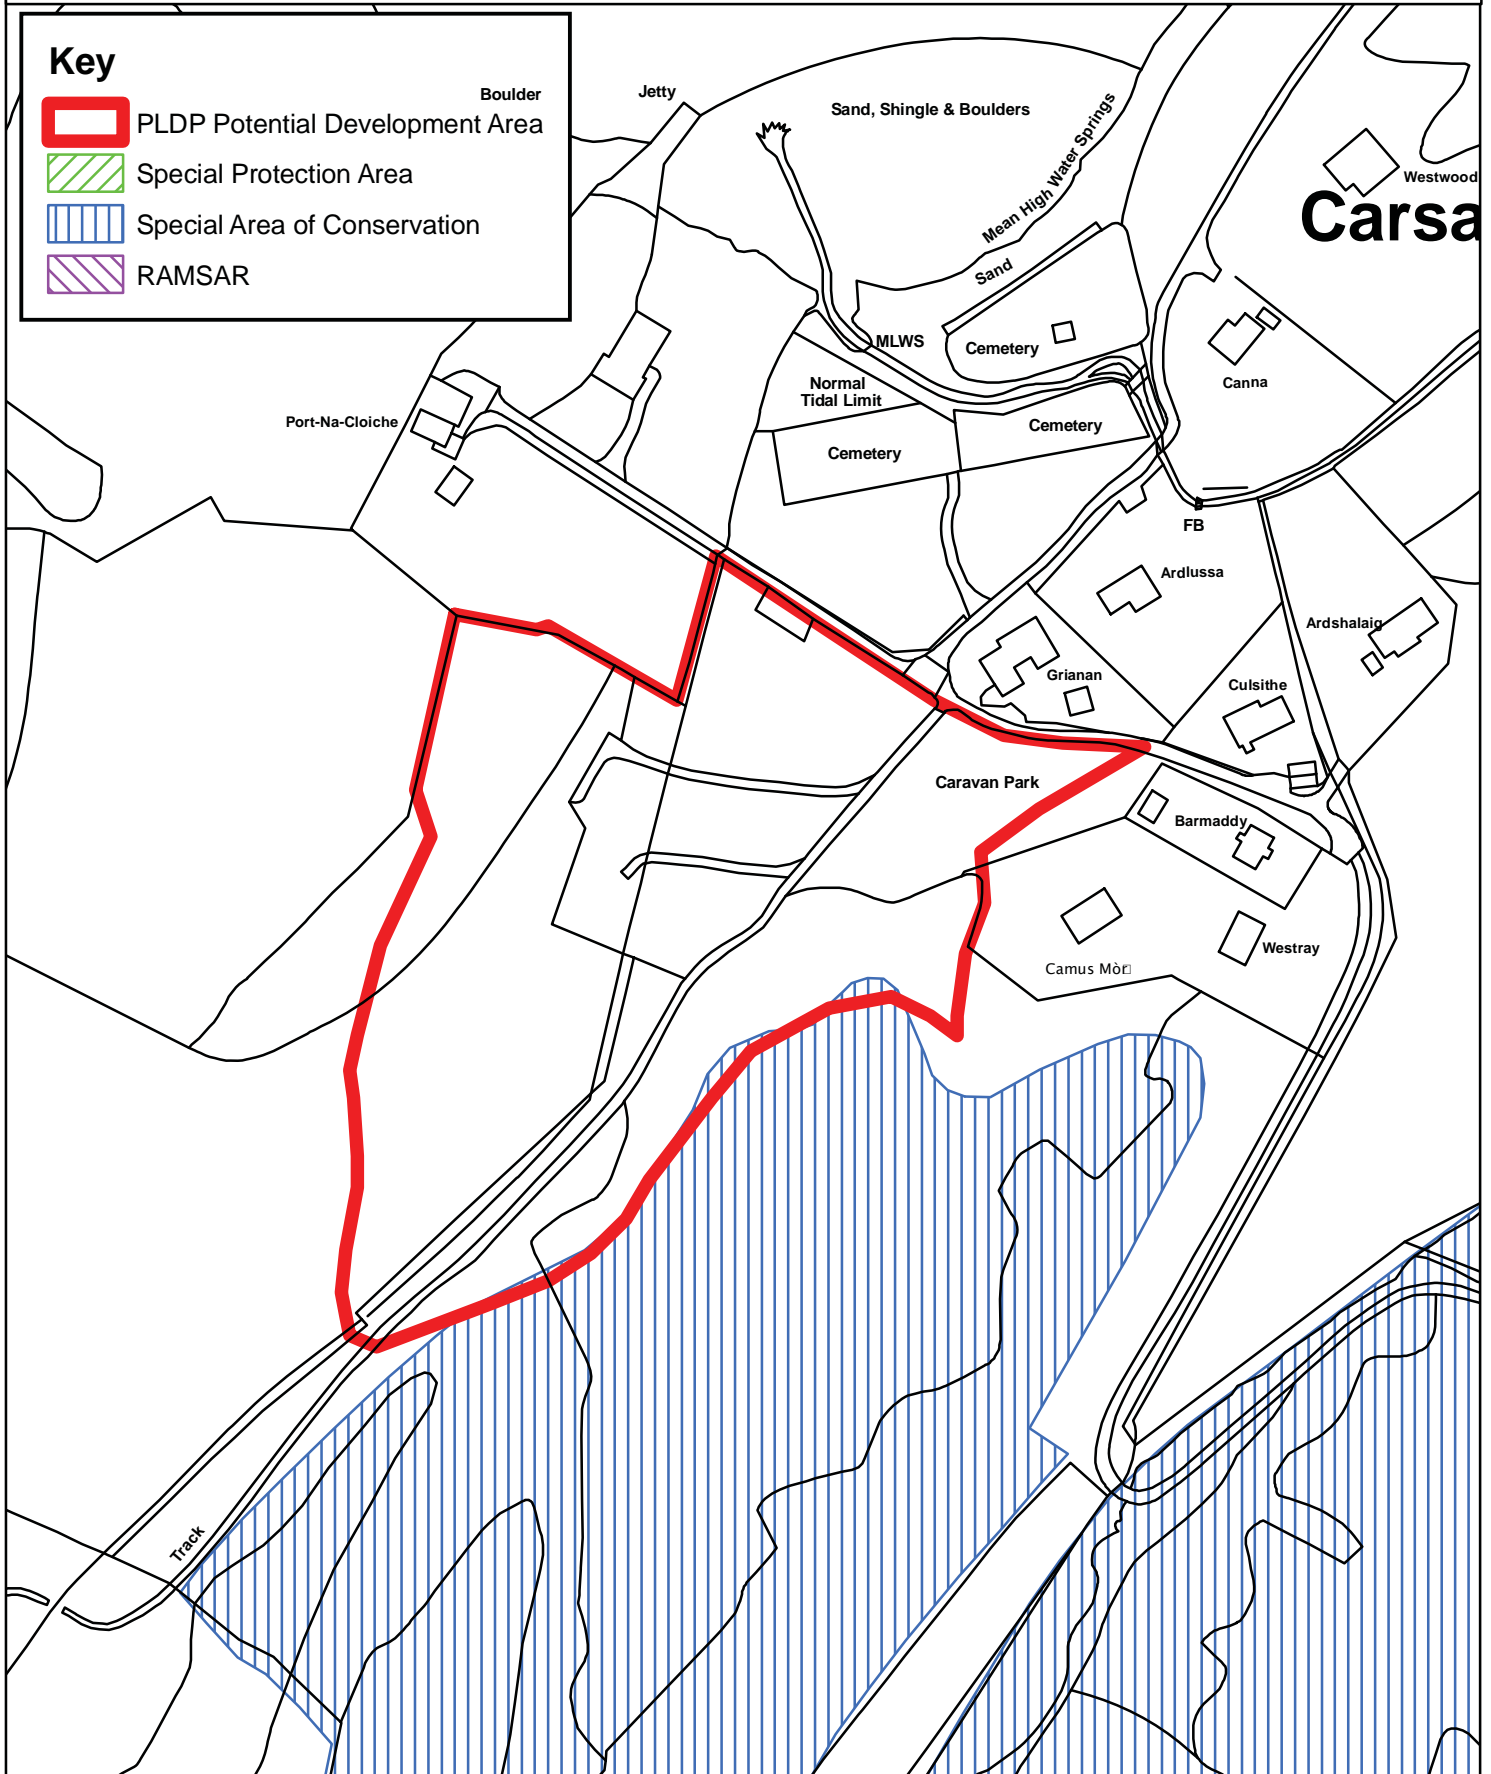 Key
Boulder
PLDP Potential Development Area
Special Protection Area
Special Area of Conservation
RAMSAR
Jetty
Sand, Shingle & Boulders
Mean High Water Springs
Sand
Westwood
Carsa
MLWS
Cemetery
Normal
Tidal Limit
Canna
Port-Na-Cloiche
Cemetery
Cemetery
FB
Ardlussa
Ardshalaig
Grianan
Culsithe
Caravan Park
Barmaddy
Westray
Camus Mòr
Track